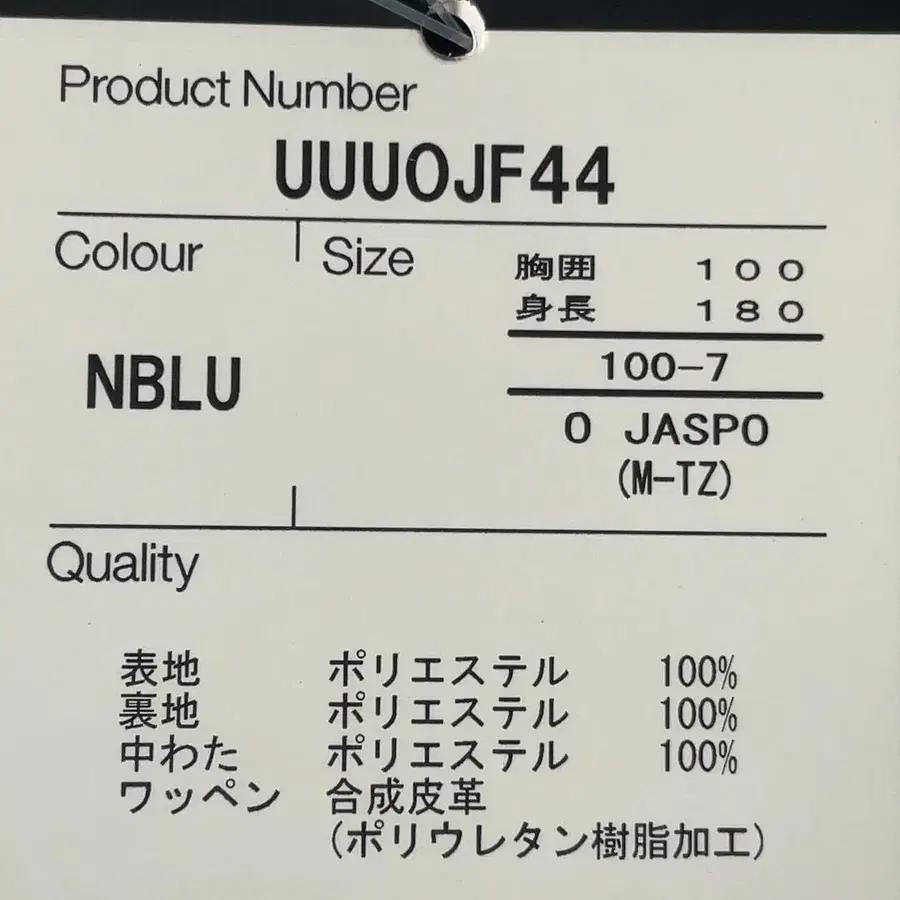 Product Number
UUUOJF44
Colour
Size
胸囲 100
身長 180
100-7
NBLU
O JASPO
(M-TZ)
Quality
表地 ポリエステル 100%
裏地 ポリエステル 100%
中わた ポリエステル 100%
ワッペン 合成皮革
(ポリウレタン樹脂加工)